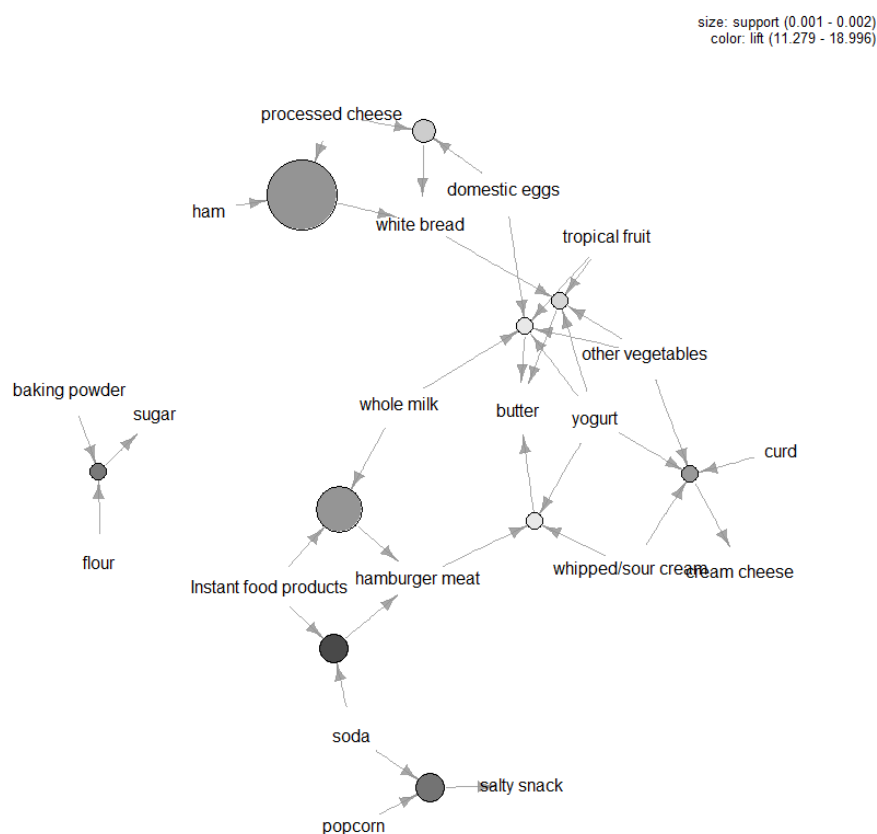 size: support (0.001 - 0.002)
color: lift (11.279 - 18.996)
processed cheese
domestic eggs
ham
white bread
tropical fruit
other vegetables
baking powder
sugar
whole milk
butter
yogurt
curd
flour
Instant food products
hamburger meat
whipped/sour cream
cream cheese
soda
salty snack
popcorn